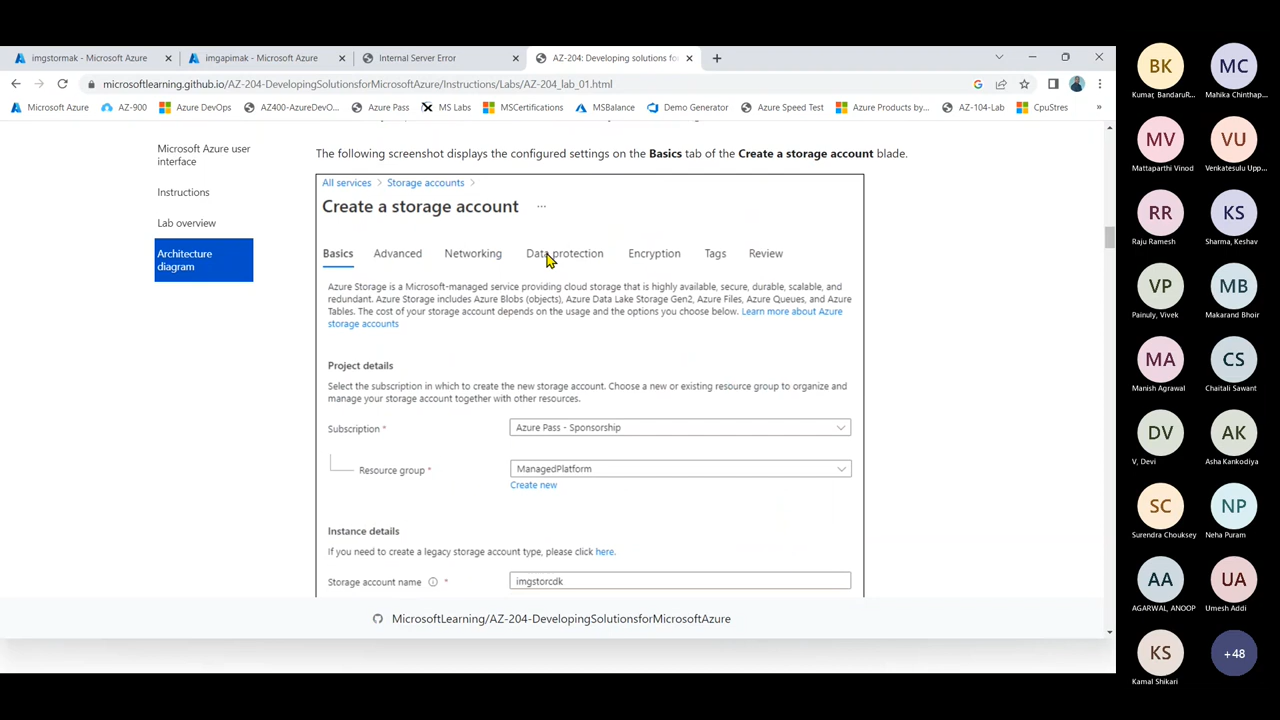 imgstormak - Microsoft Azure
imgapimak - Microsoft Azure
Internal Server Error
AZ-204: Developing solutions fo
microsoftlearning.github.io/AZ-204-DevelopingSolutionsforMicrosoftAzure/Instructions/Labs/AZ-204_lab_01.html
Microsoft Azure
AZ-900
Azure DevOps
AZ400-AzureDevO...
Azure Pass
MS Labs
MSCertifications
MSBalance
Demo Generator
Azure Speed Test
Azure Products by...
AZ-104-Lab
CpuStres
»
Microsoft Azure user
interface
Instructions
Lab overview
Architecture
diagram
The following screenshot displays the configured settings on the Basics tab of the Create a storage account blade.
All services > Storage accounts >
Create a storage account ...
Basics Advanced Networking Data protection Encryption Tags Review
Azure Storage is a Microsoft-managed service providing cloud storage that is highly available, secure, durable, scalable, and
redundant. Azure Storage includes Azure Blobs (objects), Azure Data Lake Storage Gen2, Azure Files, Azure Queues, and Azure
Tables. The cost of your storage account depends on the usage and the options you choose below. Learn more about Azure
storage accounts
Project details
Select the subscription in which to create the new storage account. Choose a new or existing resource group to organize and
manage your storage account together with other resources.
Subscription *
Azure Pass - Sponsorship
Resource group *
ManagedPlatform
Create new
Instance details
If you need to create a legacy storage account type, please click here.
Storage account name *
imgstorcdk
MicrosoftLearning/AZ-204-DevelopingSolutionsforMicrosoftAzure
BK
Kumar, BandaruR...
MC
Mahika Chinthap...
MV
Mattaparthi Vinod
VU
Venkatesulu Upp...
RR
Raju Ramesh
KS
Sharma, Keshav
VP
Painuly, Vivek
MB
Makarand Bhoir
MA
Manish Agrawal
CS
Chaitali Sawant
DV
V, Devi
AK
Asha Kankodiya
SC
Surendra Chouksey
NP
Neha Puram
AA
AGARWAL, ANOOP
UA
Umesh Addi
KS
Kamal Shikari
+48